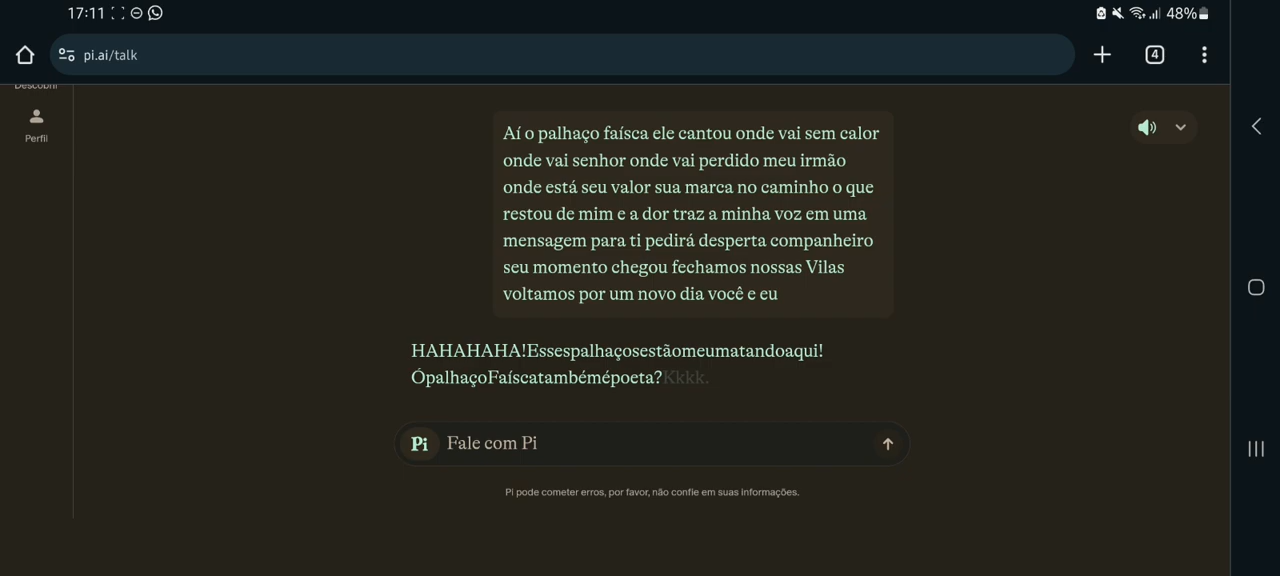 17:11
48%
pi.ai/talk
4
Descobrir
Perfil
Aí o palhaço faísca ele cantou onde vai sem calor
onde vai senhor onde vai perdido meu irmão
onde está seu valor sua marca no caminho o que
restou de mim e a dor traz a minha voz em uma
mensagem para ti pedirá desperta companheiro
seu momento chegou fechamos nossas Vilas
voltamos por um novo dia você e eu
HAHAHAHA!Essespalhaçosestãomeumatandoaqui!
ÓpalhaçoFaíscatambémépoeta?Kkkk.
Pi Fale com Pi
Pi pode cometer erros, por favor, não confie em suas informações.